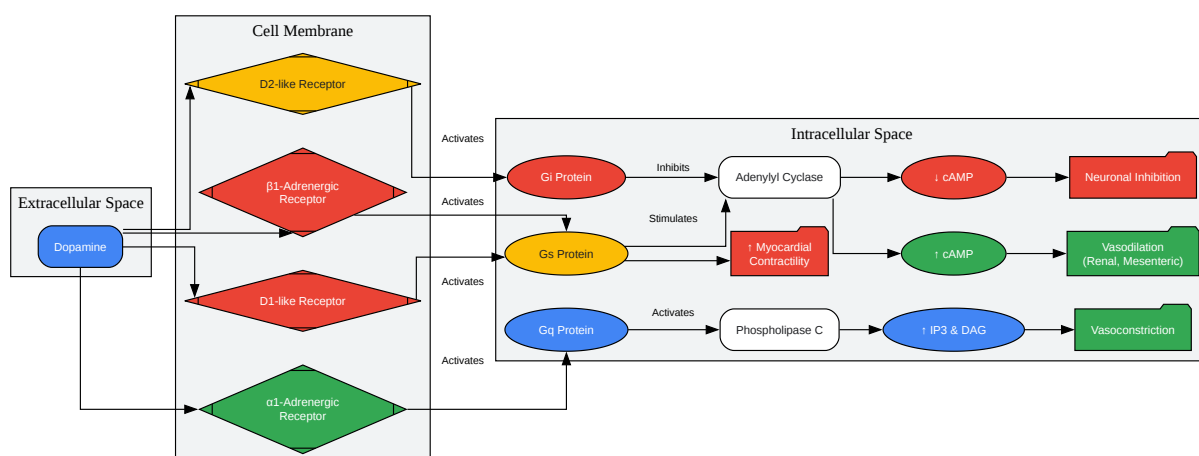 Cell Membrane
D2-like Receptor
β1-Adrenergic
Receptor
D1-like Receptor
α1-Adrenergic
Receptor
Extracellular Space
Dopamine
Activates
Activates
Activates
Activates
Intracellular Space
Gi Protein
Inhibits
Adenylyl Cyclase
↓ cAMP
Neuronal Inhibition
Gs Protein
Stimulates
↑ Myocardial
Contractility
↑ cAMP
Vasodilation
(Renal, Mesenteric)
Gq Protein
Activates
Phospholipase C
↑ IP3 & DAG
Vasoconstriction